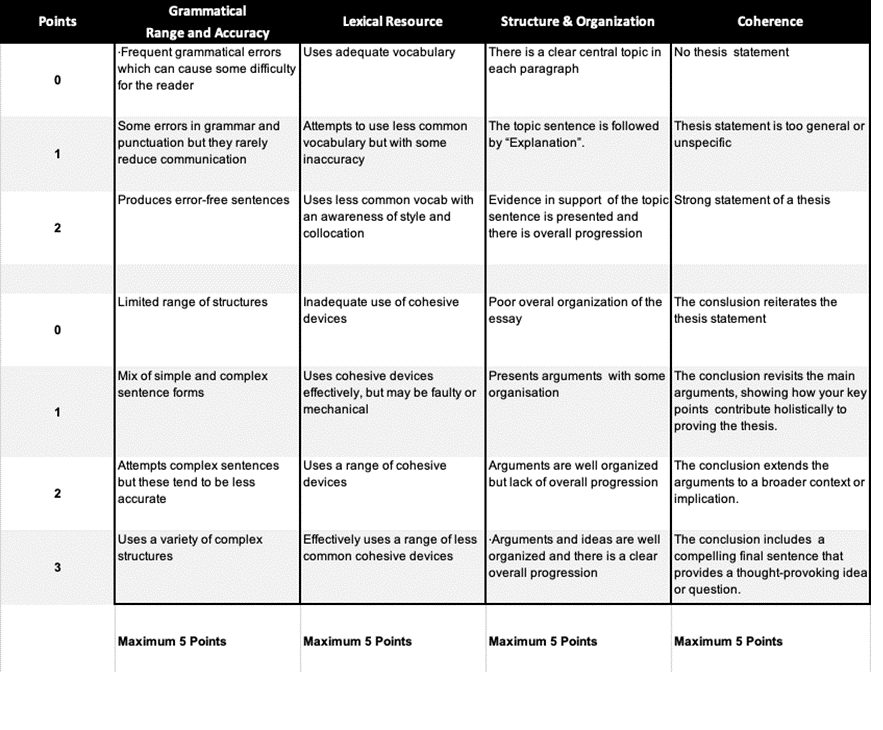 Points
Grammatical
Range and Accuracy
Lexical Resource
Structure & Organization
Coherence
0
·Frequent grammatical errors
which can cause some difficulty
for the reader
Uses adequate vocabulary
There is a clear central topic in
each paragraph
No thesis statement
1
Some errors in grammar and
punctuation but they rarely
reduce communication
Attempts to use less common
vocabulary but with some
inaccuracy
The topic sentence is followed
by “Explanation”.
Thesis statement is too general or
unspecific
2
Produces error-free sentences
Uses less common vocab with
an awareness of style and
collocation
Evidence in support of the topic
sentence is presented and
there is overall progression
Strong statement of a thesis
0
Limited range of structures
Inadequate use of cohesive
devices
Poor overal organization of the
essay
The conslusion reiterates the
thesis statement
1
Mix of simple and complex
sentence forms
Uses cohesive devices
effectively, but may be faulty or
mechanical
Presents arguments with some
organisation
The conclusion revisits the main
arguments, showing how your key
points contribute holistically to
proving the thesis.
2
Attempts complex sentences
but these tend to be less
accurate
Uses a range of cohesive
devices
Arguments are well organized
but lack of overall progression
The conclusion extends the
arguments to a broader context or
implication.
3
Uses a variety of complex
structures
Effectively uses a range of less
common cohesive devices
·Arguments and ideas are well
organized and there is a clear
overall progression
The conclusion includes a
compelling final sentence that
provides a thought-provoking idea
or question.
Maximum 5 Points
Maximum 5 Points
Maximum 5 Points
Maximum 5 Points